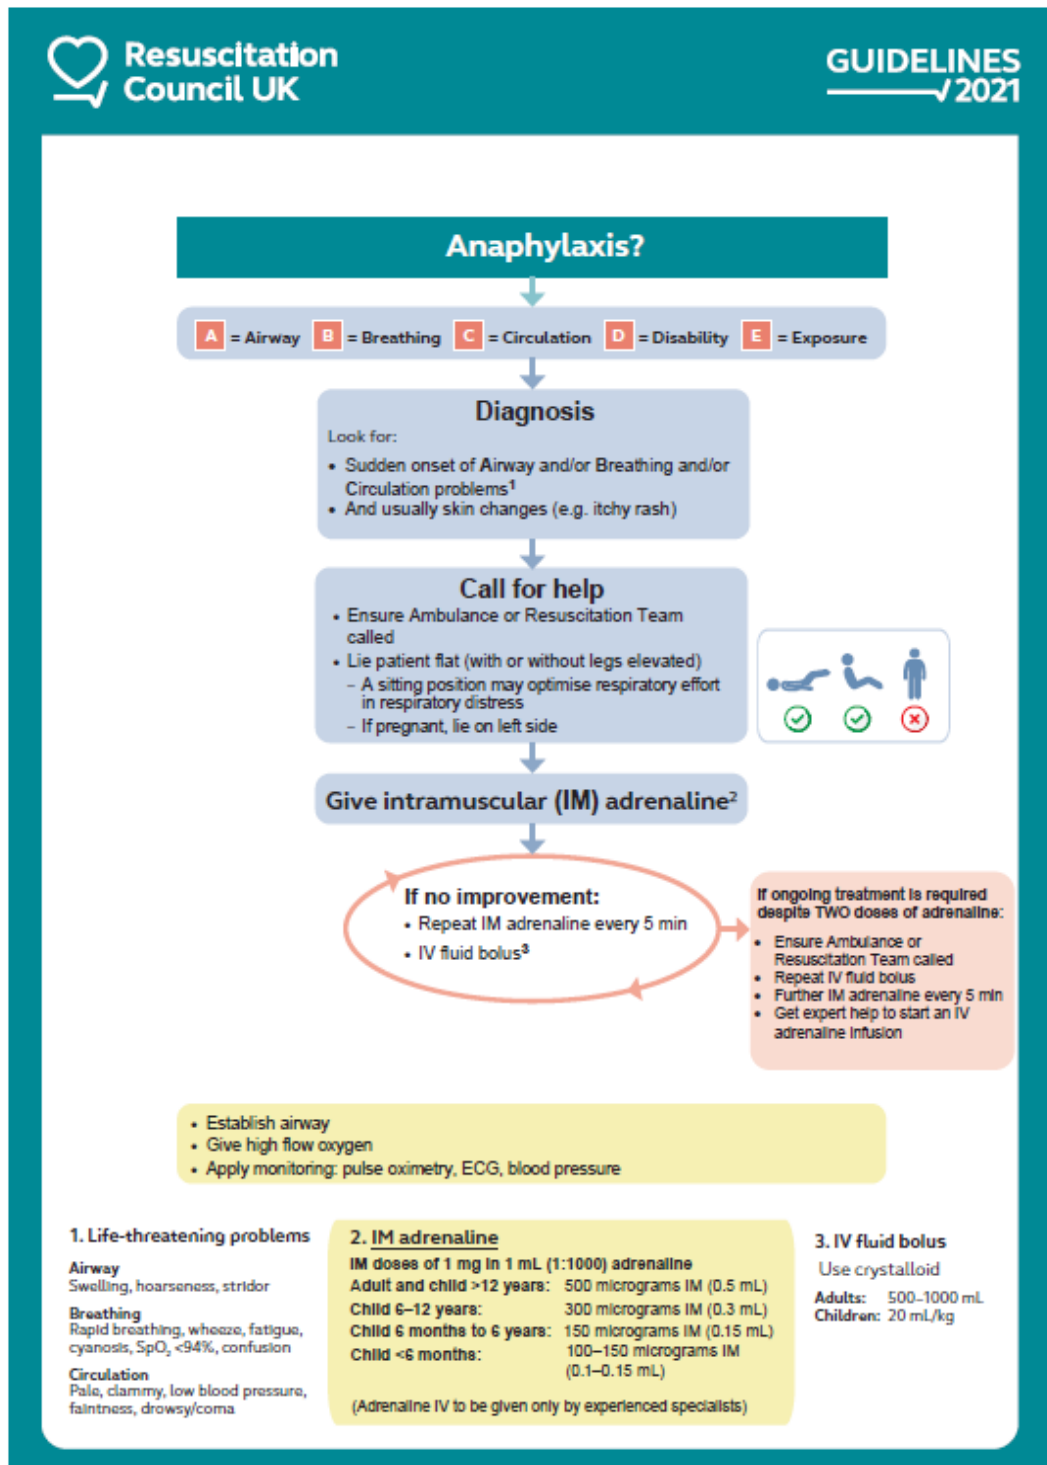 Resuscitation
Council UK
GUIDELINES
2021
Anaphylaxis?
A = Airway B = Breathing C = Circulation D = Disability E = Exposure
Diagnosis
Look for:
• Sudden onset of Airway and/or Breathing and/or
Circulation problems¹
• And usually skin changes (e.g. itchy rash)
Call for help
• Ensure Ambulance or Resuscitation Team
called
• Lie patient flat (with or without legs elevated)
– A sitting position may optimise respiratory effort
in respiratory distress
– If pregnant, lie on left side
Give intramuscular (IM) adrenaline²
If no improvement:
• Repeat IM adrenaline every 5 min
• IV fluid bolus³
If ongoing treatment is required
despite TWO doses of adrenaline:
• Ensure Ambulance or
Resuscitation Team called
• Repeat IV fluid bolus
• Further IM adrenaline every 5 min
• Get expert help to start an IV
adrenaline infusion
• Establish airway
• Give high flow oxygen
• Apply monitoring: pulse oximetry, ECG, blood pressure
1. Life-threatening problems
Airway
Swelling, hoarseness, stridor
Breathing
Rapid breathing, wheeze, fatigue,
cyanosis, SpO₂ <94%, confusion
Circulation
Pale, clammy, low blood pressure,
faintness, drowsy/coma
2. IM adrenaline
IM doses of 1 mg in 1 mL (1:1000) adrenaline
Adult and child >12 years: 500 micrograms IM (0.5 mL)
Child 6–12 years: 300 micrograms IM (0.3 mL)
Child 6 months to 6 years: 150 micrograms IM (0.15 mL)
Child <6 months: 100–150 micrograms IM
(0.1–0.15 mL)
(Adrenaline IV to be given only by experienced specialists)
3. IV fluid bolus
Use crystalloid
Adults: 500–1000 mL
Children: 20 mL/kg